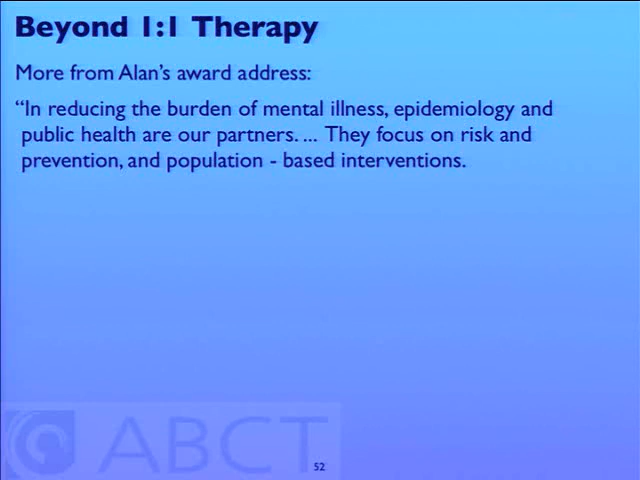 Beyond 1:1 Therapy
More from Alan's award address:
“In reducing the burden of mental illness, epidemiology and
public health are our partners. ... They focus on risk and
prevention, and population - based interventions.
ABCT
52